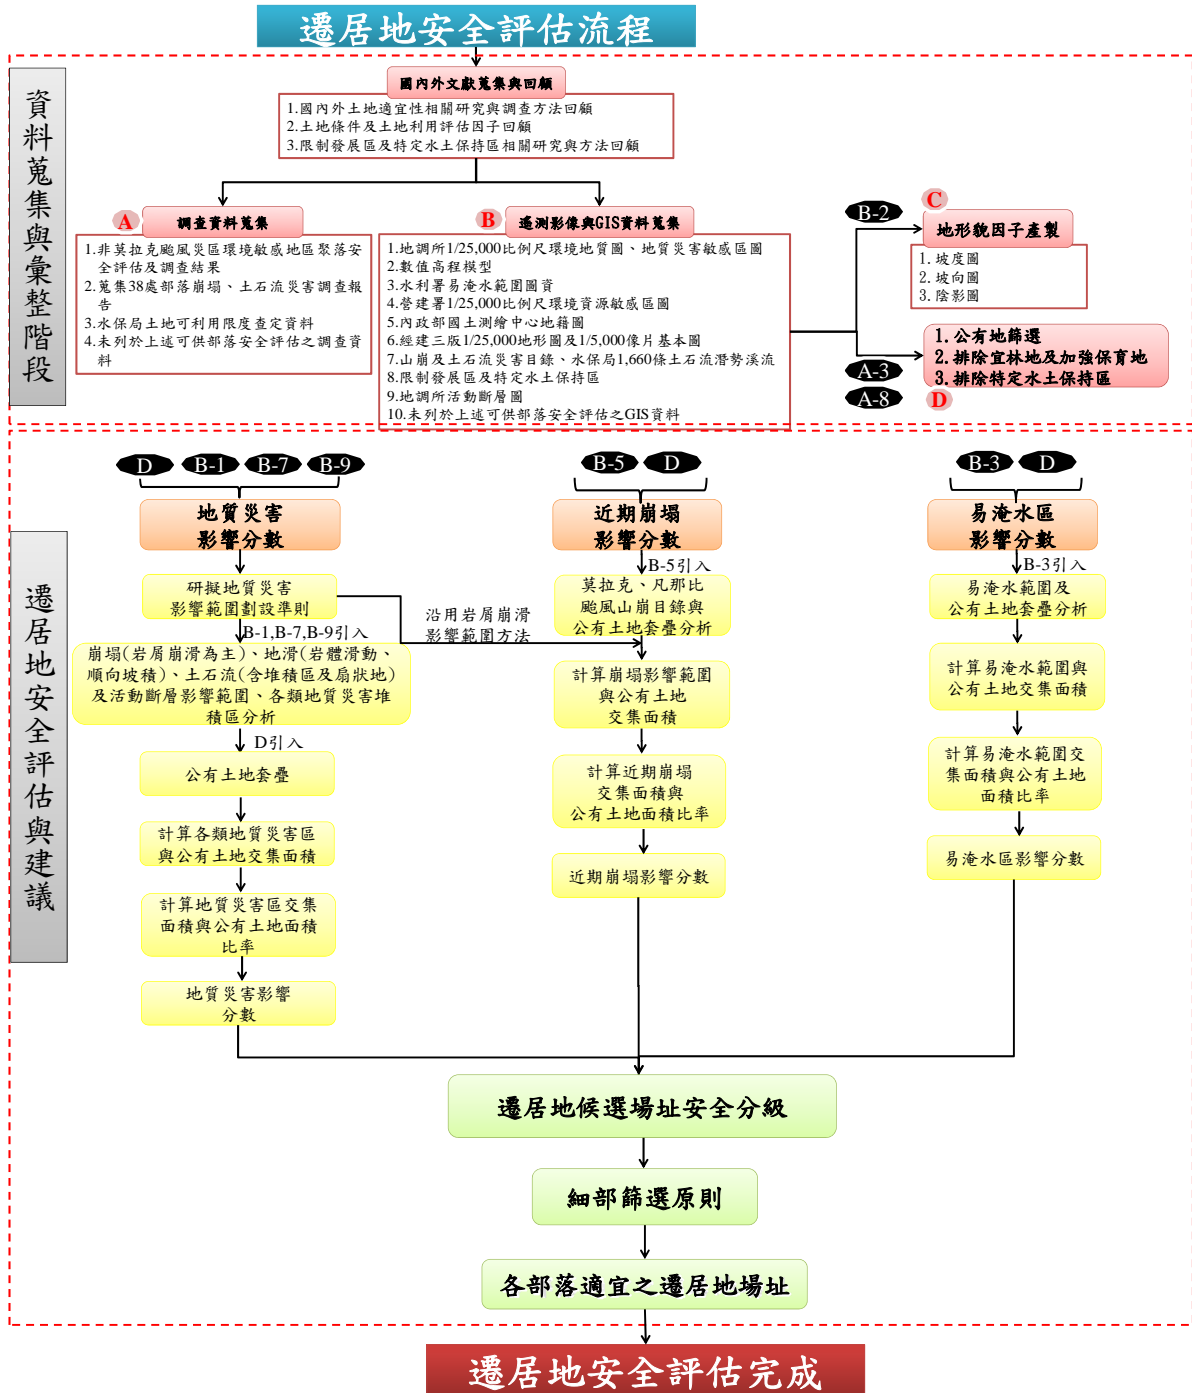 遷居地安全評估流程
資料蒐集與彙整階段
國內外文獻蒐集與回顧
1.國內外土地適宜性相關研究與調查方法回顧
2.土地條件及土地利用評估因子回顧
3.限制發展區及特定水土保持區相關研究與方法回顧
A
調查資料蒐集
1.非莫拉克颱風災區環境敏感地區聚落安
全評估及調查結果
2.蒐集38處部落崩塌、土石流災害調查報
告
3.水保局土地可利用限度查定資料
4.未列於上述可供部落安全評估之調查資
料
B
遥測影像與GIS資料蒐集
1.地調所1/25,000比例尺環境地質圖、地質災害敏感區圖
2.數值高程模型
3.水利署易淹水範圍圖資
4.營建署1/25,000比例尺環境資源敏感區圖
5.內政部國土測繪中心地籍圖
6.經建三版1/25,000地形圖及1/5,000像片基本圖
7.山崩及土石流災害目錄、水保局1,660條土石流潛勢溪流
8.限制發展區及特定水土保持區
9.地調所活動斷層圖
10.未列於上述可供部落安全評估之GIS資料
B-2
C
地形貌因子產製
1. 坡度圖
2. 坡向圖
3. 陰影圖
A-3
A-8
1. 公有地篩選
2. 排除宜林地及加強保育地
3. 排除特定水土保持區
D
遷居地安全評估與建議
D B-1 B-7 B-9
地質災害
影響分數
研擬地質災害
影響範圍劃設準則
B-1,B-7,B-9引入
崩塌(岩屑崩滑為主)、地滑(岩體滑動、
順向坡積)、土石流(含堆積區及扇狀地)
及活動斷層影響範圍、各類地質災害堆
積區分析
D引入
公有土地套疊
計算各類地質災害區
與公有土地交集面積
計算地質災害區交集
面積與公有土地面積
比率
地質災害影響
分數
沿用岩屑崩滑
影響範圍方法
B-5 D
近期崩塌
影響分數
B-5引入
莫拉克、凡那比
颱風山崩目錄與
公有土地套疊分析
計算崩塌影響範圍
與公有土地
交集面積
計算近期崩塌
交集面積與
公有土地面積比率
近期崩塌影響分數
B-3 D
易淹水區
影響分數
B-3引入
易淹水範圍及
公有土地套疊分析
計算易淹水範圍與
公有土地交集面積
計算易淹水範圍交
集面積與公有土地
面積比率
易淹水區影響分數
遷居地候選場址安全分級
細部篩選原則
各部落適宜之遷居地場址
遷居地安全評估完成